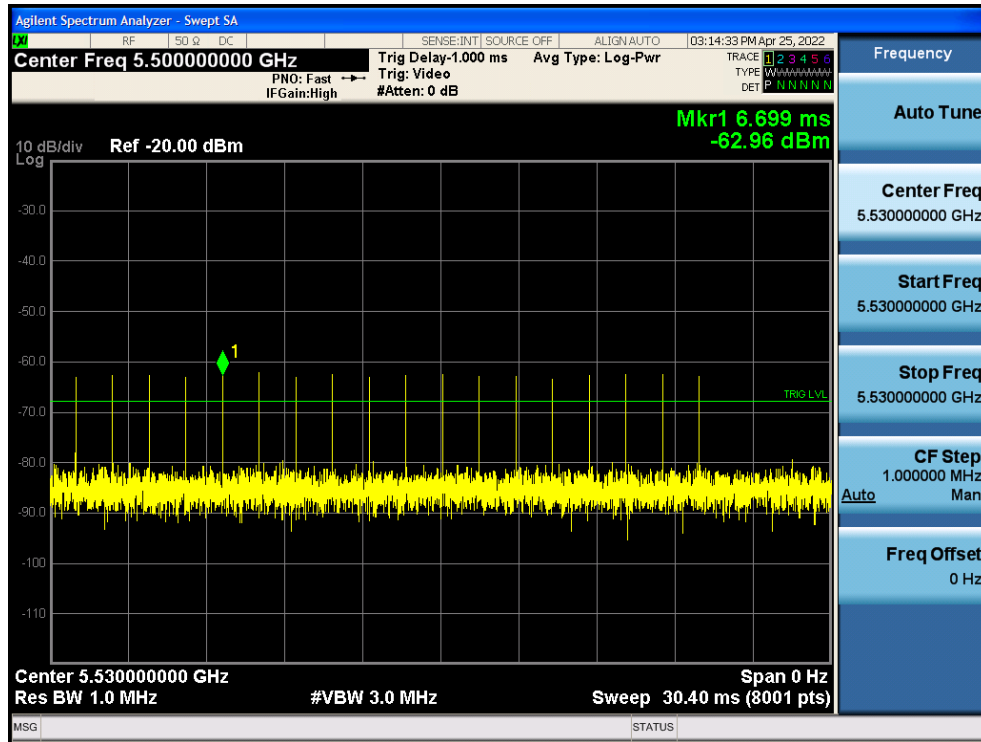 Agilent Spectrum Analyzer - Swept SA
LXI RF 50 Ω DC SENSE:INT SOURCE OFF ALIGN AUTO 03:14:33 PM Apr 25, 2022
Center Freq 5.500000000 GHz
PNO: Fast
IFGain:High
Trig Delay-1.000 ms
Trig: Video
#Atten: 0 dB
Avg Type: Log-Pwr
TRACE 1 2 3 4 5 6
TYPE WWWWWW
DET P N N N N N
Mkr1 6.699 ms
-62.96 dBm
10 dB/div Ref -20.00 dBm
Log
-30.0
-40.0
-50.0
-60.0
-70.0
-80.0
-90.0
-100
-110
1
TRIG LVL
Center 5.530000000 GHz Span 0 Hz
Res BW 1.0 MHz #VBW 3.0 MHz Sweep 30.40 ms (8001 pts)
MSG STATUS
Frequency
Auto Tune
Center Freq
5.530000000 GHz
Start Freq
5.530000000 GHz
Stop Freq
5.530000000 GHz
CF Step
1.000000 MHz
Auto Man
Freq Offset
0 Hz